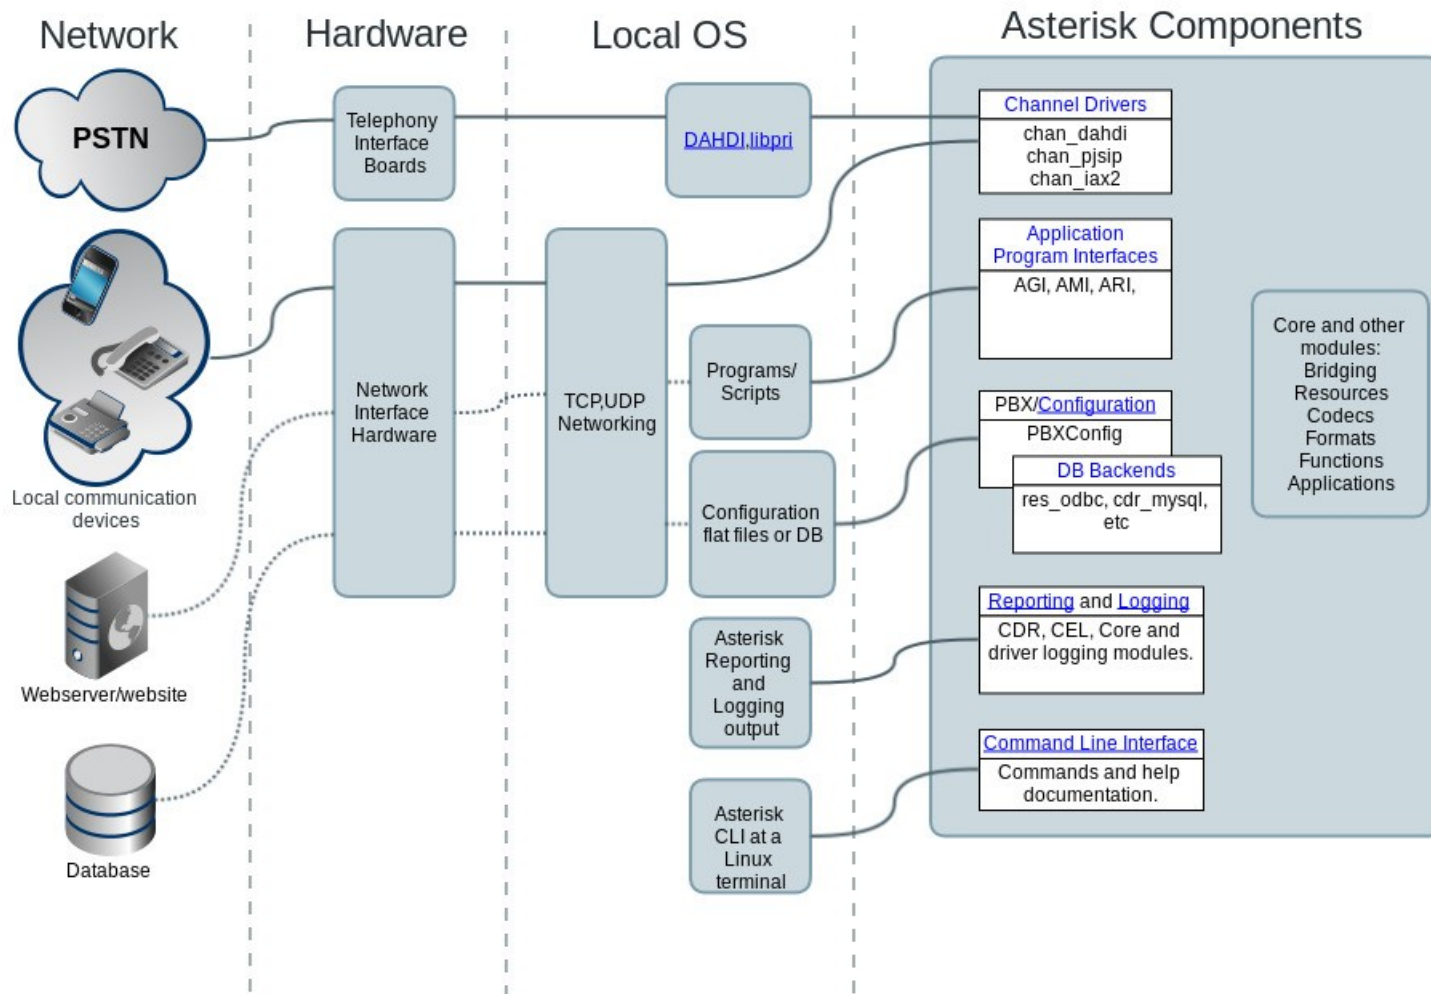 Network
Hardware
Local OS
Asterisk Components
PSTN
Local communication
devices
Webserver/website
Database
Telephony
Interface
Boards
Network
Interface
Hardware
DAHDI,libpri
TCP,UDP
Networking
Programs/
Scripts
Configuration
flat files or DB
Asterisk
Reporting
and
Logging
output
Asterisk
CLI at a
Linux
terminal
Channel Drivers
chan_dahdi
chan_pjsip
chan_iax2
Application
Program Interfaces
AGI, AMI, ARI,
PBX/Configuration
PBXConfig
DB Backends
res_odbc, cdr_mysql,
etc
Reporting and Logging
CDR, CEL, Core and
driver logging modules.
Command Line Interface
Commands and help
documentation.
Core and other
modules:
Bridging
Resources
Codecs
Formats
Functions
Applications